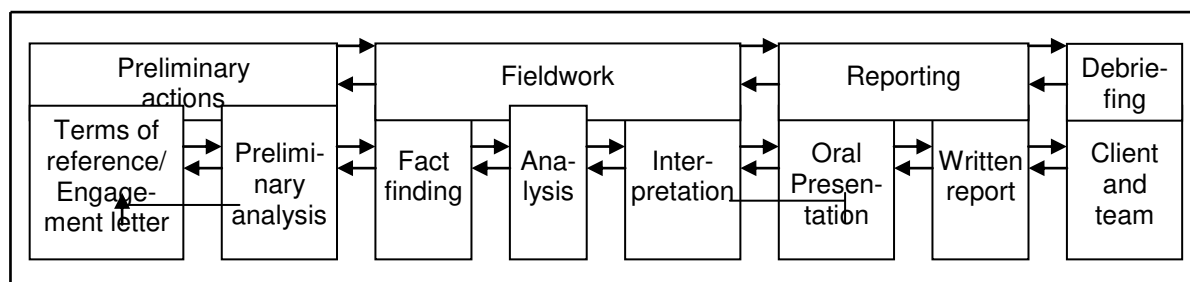 Preliminary
actions
Fieldwork
Reporting
Debrie-
fing
Terms of
reference/
Engage-
ment letter
Prelimi-
nary
analysis
Fact
finding
Ana-
lysis
Inter-
pretation
Oral
Presen-
tation
Written
report
Client
and
team